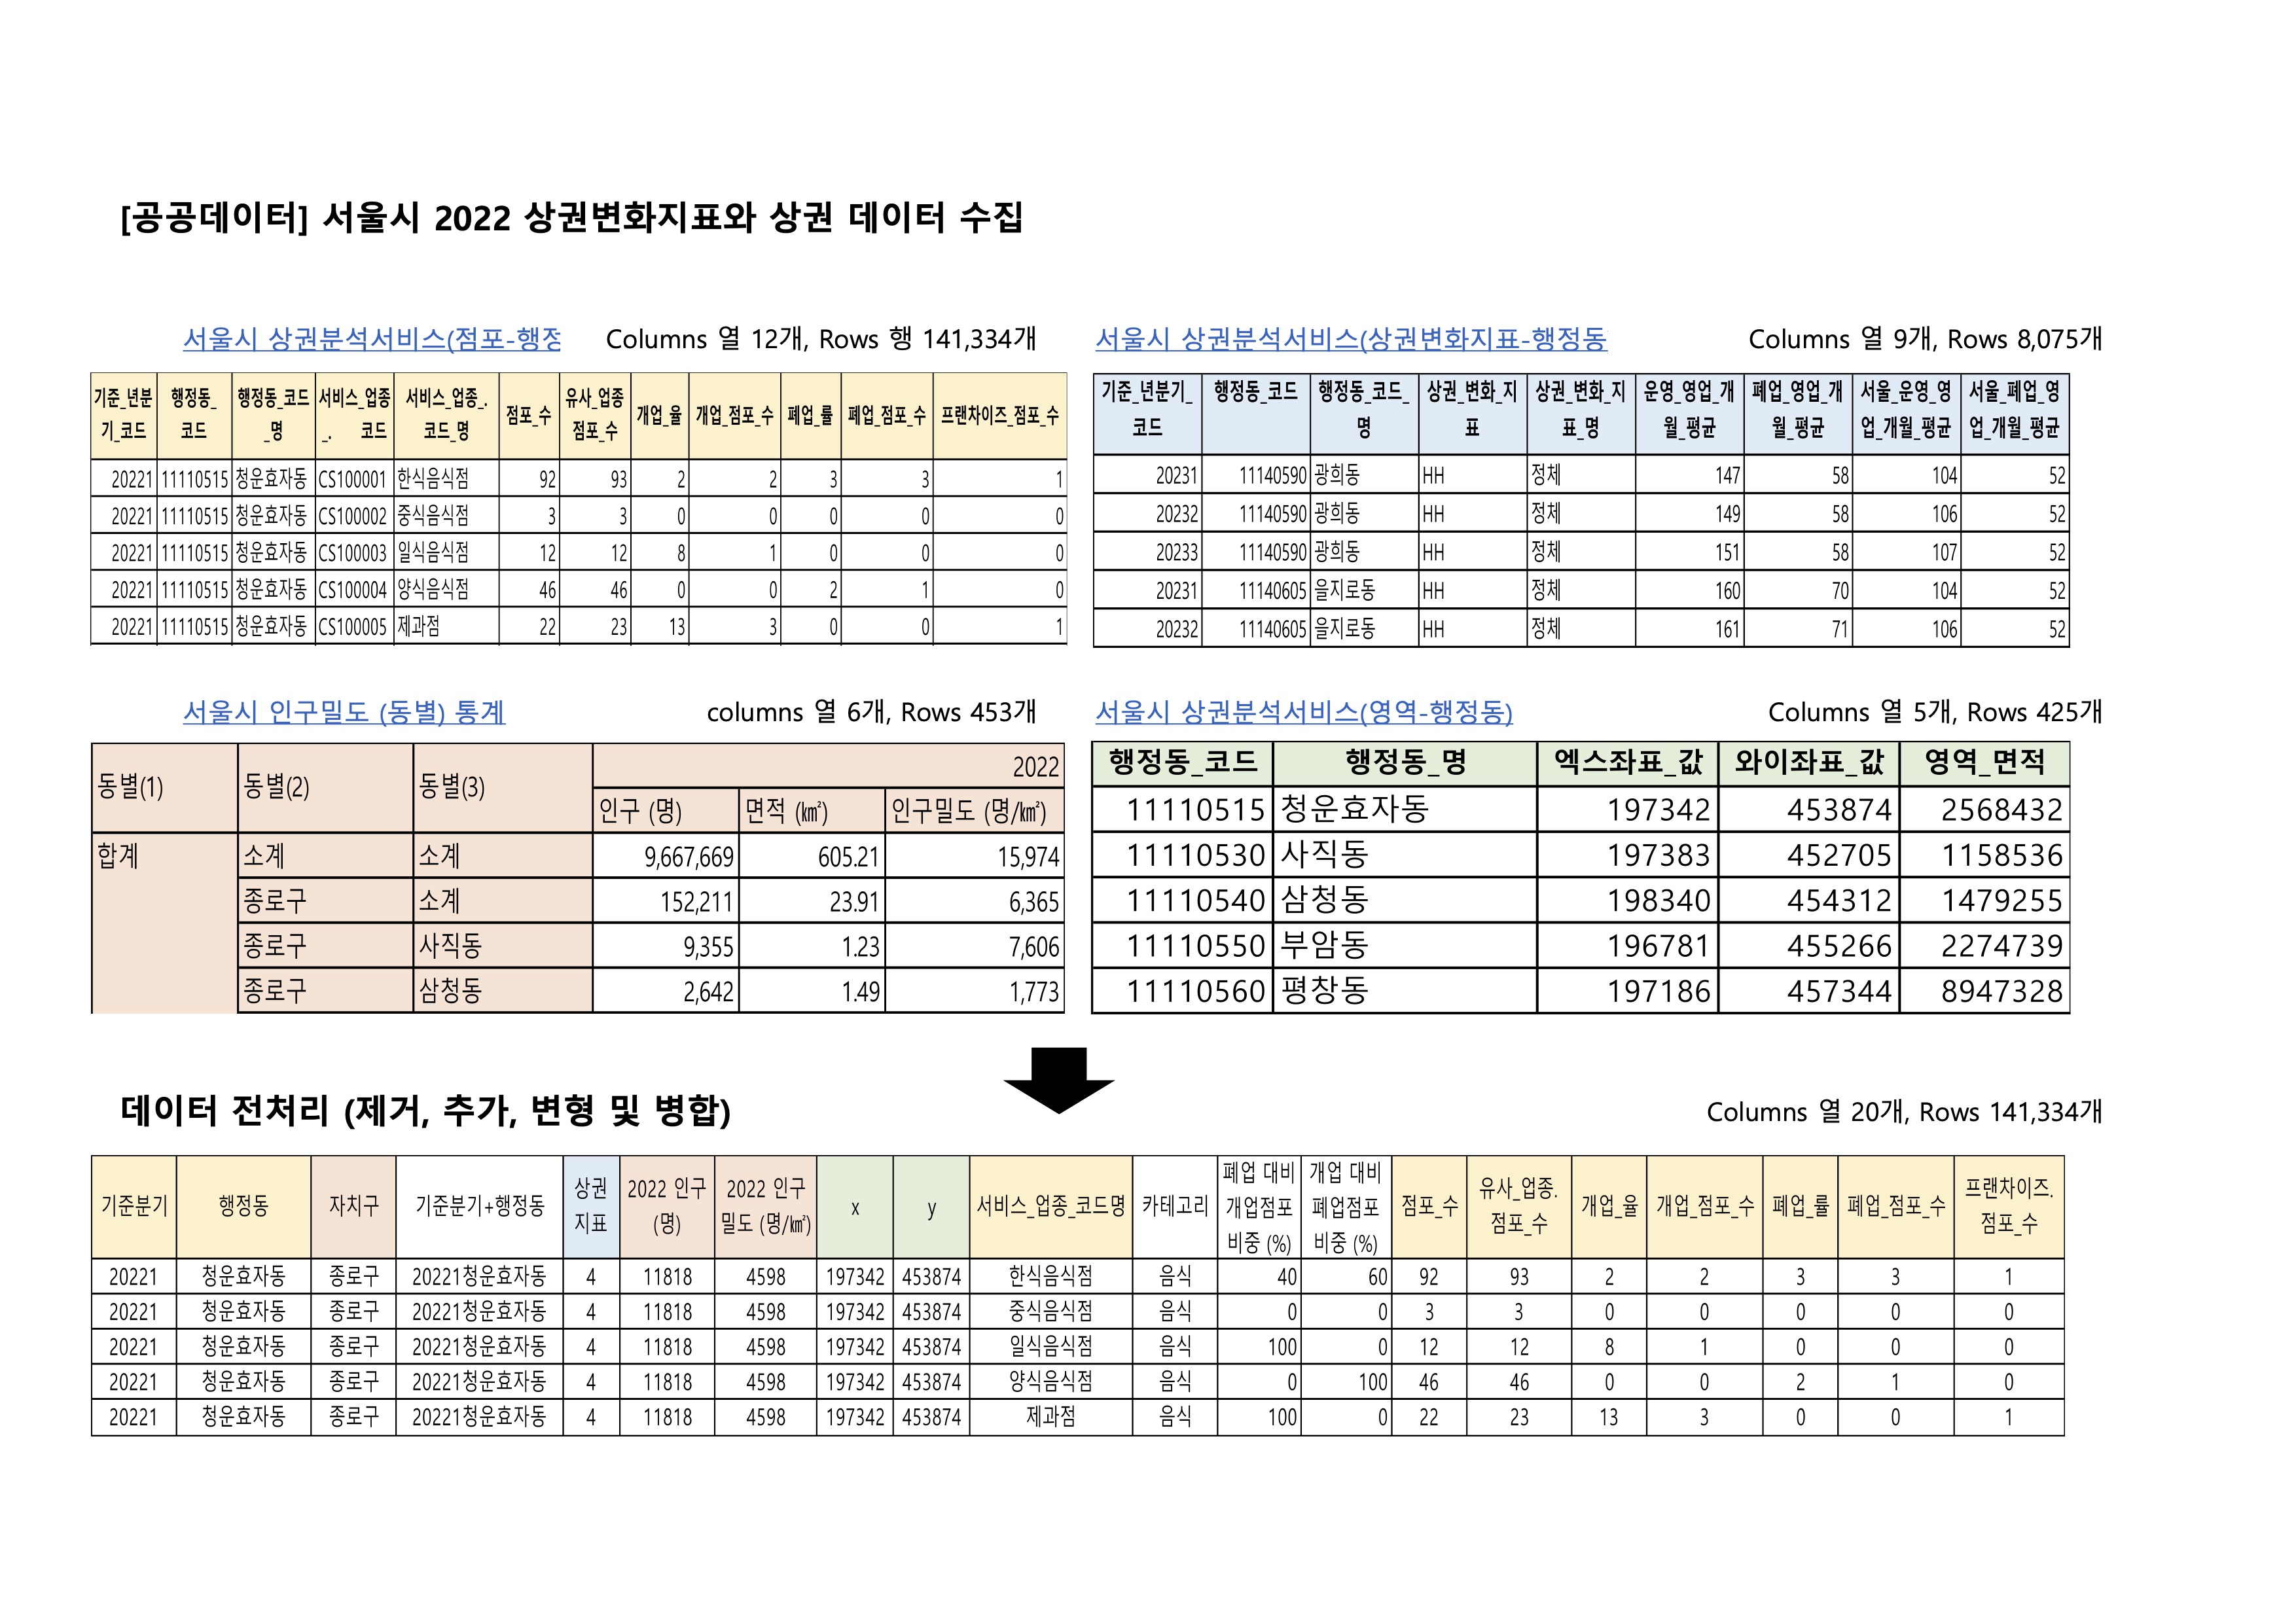 [공공데이터] 서울시 2022 상권변화지표와 상권 데이터 수집
서울시 상권분석서비스(점포-행정 Columns 열 12개, Rows 행 141,334개
기준_년분기_코드 행정동_코드 행정동_코드_명 서비스_업종_. 코드 서비스_업종_.코드_명 점포_수 유사_업종 점포_수 개업_율 개업_점포_수 폐업_률 폐업_점포_수 프랜차이즈_점포_수
20221 11110515 청운효자동 CS100001 한식음식점 92 93 2 2 3 3 1
20221 11110515 청운효자동 CS100002 중식음식점 3 3 0 0 0 0 0
20221 11110515 청운효자동 CS100003 일식음식점 12 12 8 1 0 0 0
20221 11110515 청운효자동 CS100004 양식음식점 46 46 0 0 2 1 0
20221 11110515 청운효자동 CS100005 제과점 22 23 13 3 0 0 1
서울시 상권분석서비스(상권변화지표-행정동 Columns 열 9개, Rows 8,075개
기준_년분기_코드 행정동_코드 행정동_코드_명 상권_변화_지표 상권_변화_지표_명 운영_영업_개월_평균 폐업_영업_개월_평균 서울_운영_영업_개월_평균 서울_폐업_영업_개월_평균
20231 11140590 광희동 HH 정체 147 58 104 52
20232 11140590 광희동 HH 정체 149 58 106 52
20233 11140590 광희동 HH 정체 151 58 107 52
20231 11140605 을지로동 HH 정체 160 70 104 52
20232 11140605 을지로동 HH 정체 161 71 106 52
서울시 인구밀도 (동별) 통계 columns 열 6개, Rows 453개
동별(1) 동별(2) 동별(3) 2022
인구 (명) 면적 (㎢) 인구밀도 (명/㎢)
합계 소계 소계 9,667,669 605.21 15,974
종로구 소계 152,211 23.91 6,365
종로구 사직동 9,355 1.23 7,606
종로구 삼청동 2,642 1.49 1,773
서울시 상권분석서비스(영역-행정동) Columns 열 5개, Rows 425개
행정동_코드 행정동_명 엑스좌표_값 와이좌표_값 영역_면적
11110515 청운효자동 197342 453874 2568432
11110530 사직동 197383 452705 1158536
11110540 삼청동 198340 454312 1479255
11110550 부암동 196781 455266 2274739
11110560 평창동 197186 457344 8947328
데이터 전처리 (제거, 추가, 변형 및 병합) Columns 열 20개, Rows 141,334개
기준분기 행정동 자치구 기준분기+행정동 상권 지표 2022 인구 (명) 2022 인구 밀도 (명/㎢) x y 서비스_업종_코드명 카테고리 폐업 대비 개업점포 비중 (%) 개업 대비 폐업점포 비중 (%) 점포_수 유사_업종. 점포_수 개업_율 개업_점포_수 폐업_률 폐업_점포_수 프랜차이즈. 점포_수
20221 청운효자동 종로구 20221청운효자동 4 11818 4598 197342 453874 한식음식점 음식 40 60 92 93 2 2 3 3 1
20221 청운효자동 종로구 20221청운효자동 4 11818 4598 197342 453874 중식음식점 음식 0 0 3 3 0 0 0 0 0
20221 청운효자동 종로구 20221청운효자동 4 11818 4598 197342 453874 일식음식점 음식 100 0 12 12 8 1 0 0 0
20221 청운효자동 종로구 20221청운효자동 4 11818 4598 197342 453874 양식음식점 음식 0 100 46 46 0 0 2 1 0
20221 청운효자동 종로구 20221청운효자동 4 11818 4598 197342 453874 제과점 음식 100 0 22 23 13 3 0 0 1